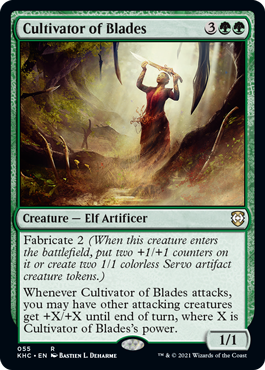 Cultivator of Blades 3
Creature — Elf Artificer
Fabricate 2 (When this creature enters
the battlefield, put two +1/+1 counters on
it or create two 1/1 colorless Servo artifact
creature tokens.)
Whenever Cultivator of Blades attacks,
you may have other attacking creatures
get +X/+X until end of turn, where X is
Cultivator of Blades's power.
1/1
055 R
KHC • EN Bastien L. Deharme
™ & © 2021 Wizards of the Coast